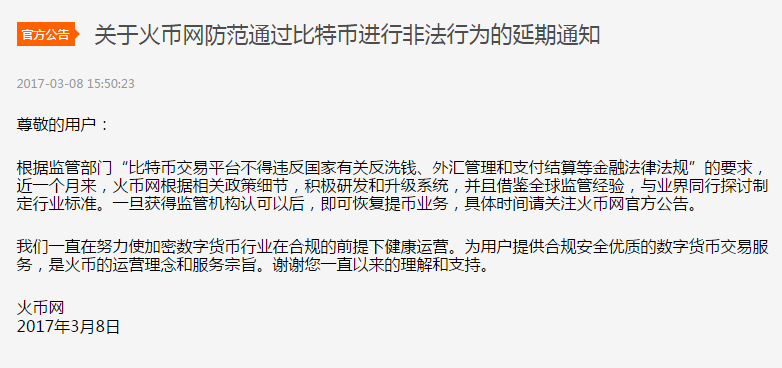 官方公告
关于火币网防范通过比特币进行非法行为的延期通知
2017-03-08 15:50:23
尊敬的用户：
根据监管部门“比特币交易平台不得违反国家有关反洗钱、外汇管理和支付结算等金融法律法规”的要求，
近一个月来，火币网根据相关政策细节，积极研发和升级系统，并且借鉴全球监管经验，与业界同行探讨制
定行业标准。一旦获得监管机构认可以后，即可恢复提币业务，具体时间请关注火币网官方公告。
我们一直在努力使加密数字货币行业在合规的前提下健康运营。为用户提供合规安全优质的数字货币交易服
务，是火币的运营理念和服务宗旨。谢谢您一直以来的理解和支持。
火币网
2017年3月8日